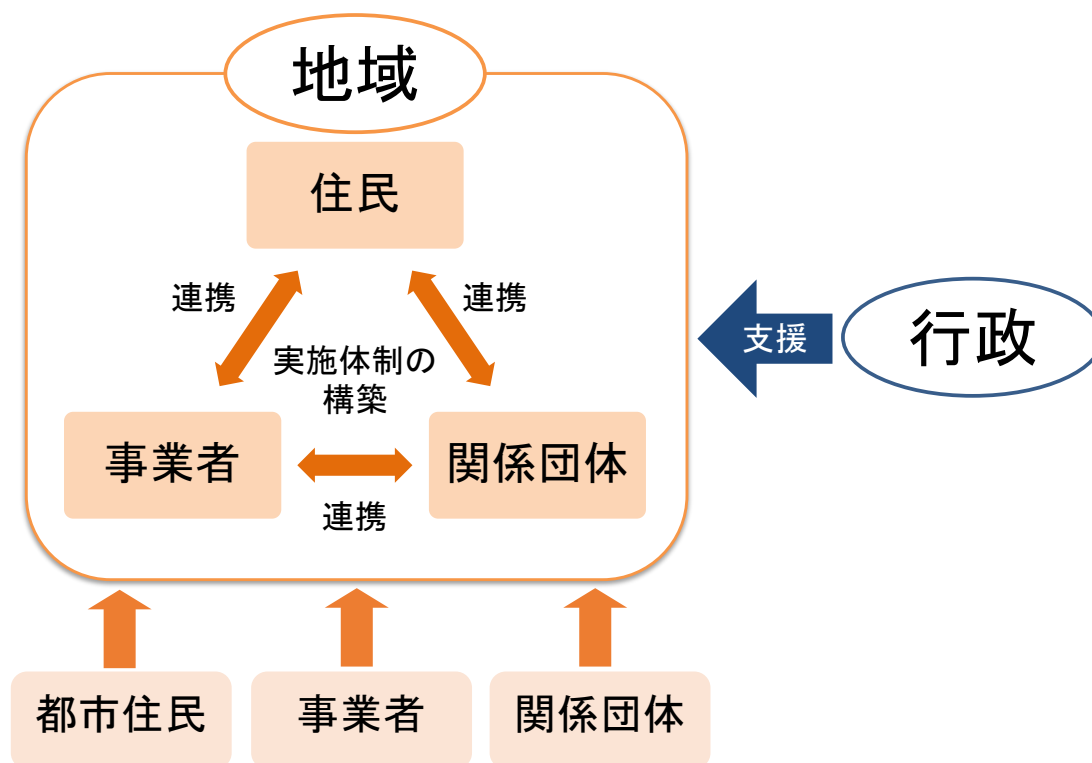 地域
住民
連携
連携
実施体制の
構築
支援
行政
事業者
関係団体
連携
都市住民
事業者
関係団体